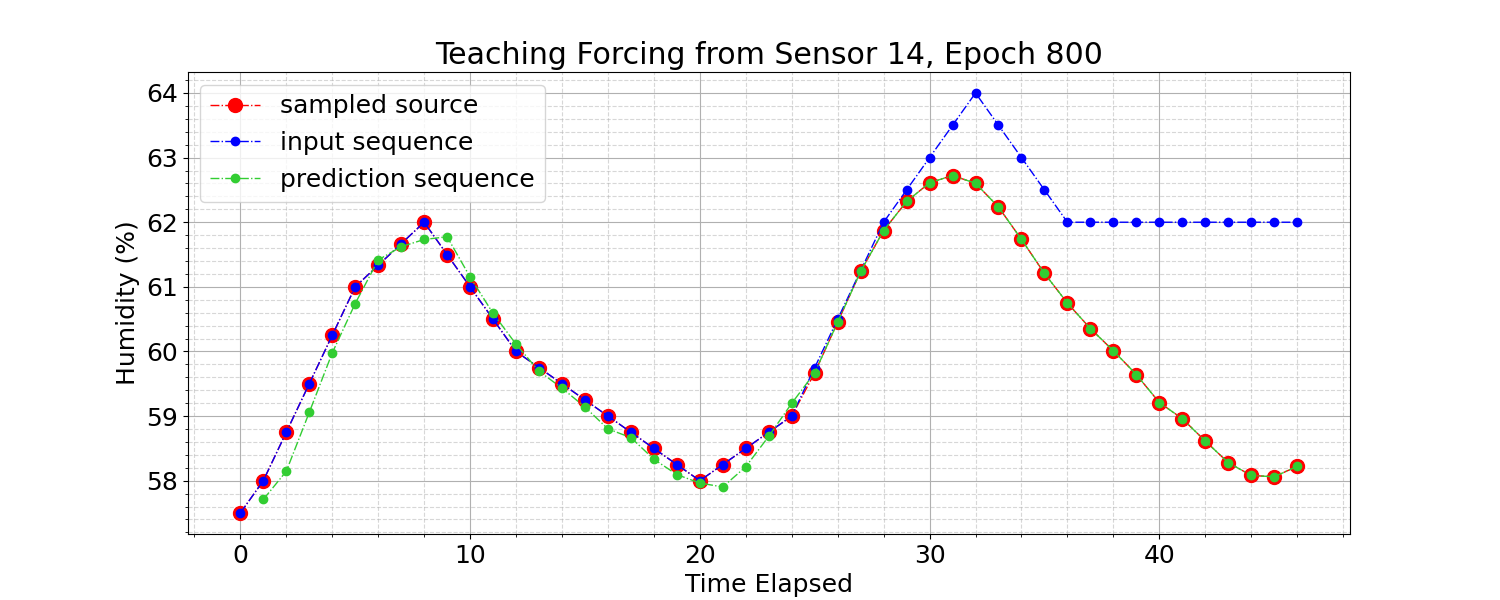 Teaching Forcing from Sensor 14, Epoch 800
sampled source
input sequence
prediction sequence
Humidity (%)
64
63
62
61
60
59
58
0 10 20 30 40
Time Elapsed